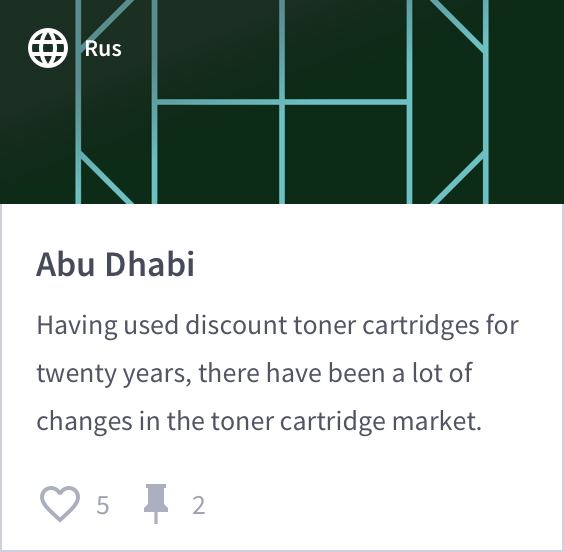 Rus
Abu Dhabi
Having used discount toner cartridges for
twenty years, there have been a lot of
changes in the toner cartridge market.
5 2